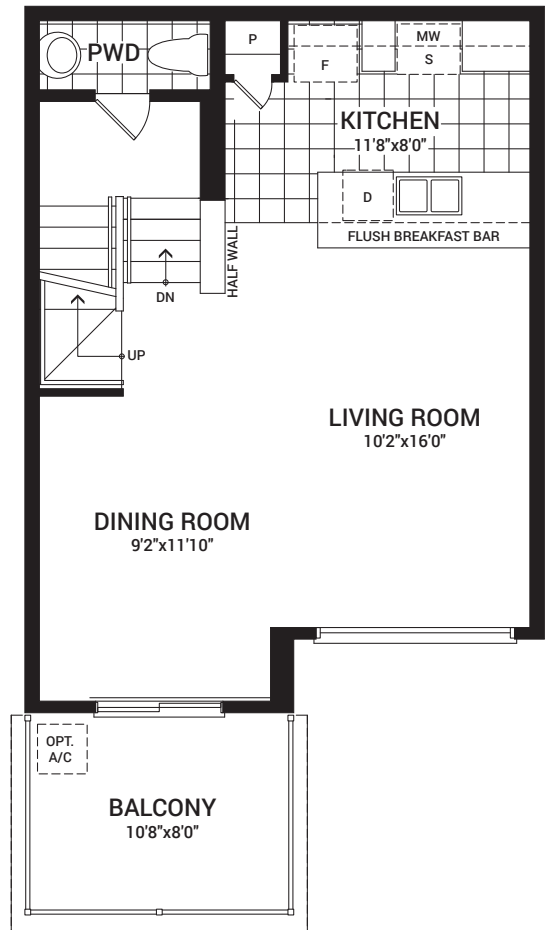 PWD
P
MW
F
S
KITCHEN
11'8"x8'0"
D
FLUSH BREAKFAST BAR
HALF WALL
DN
UP
LIVING ROOM
10'2"x16'0"
DINING ROOM
9'2"x11'10"
OPT.
A/C
BALCONY
10'8"x8'0"